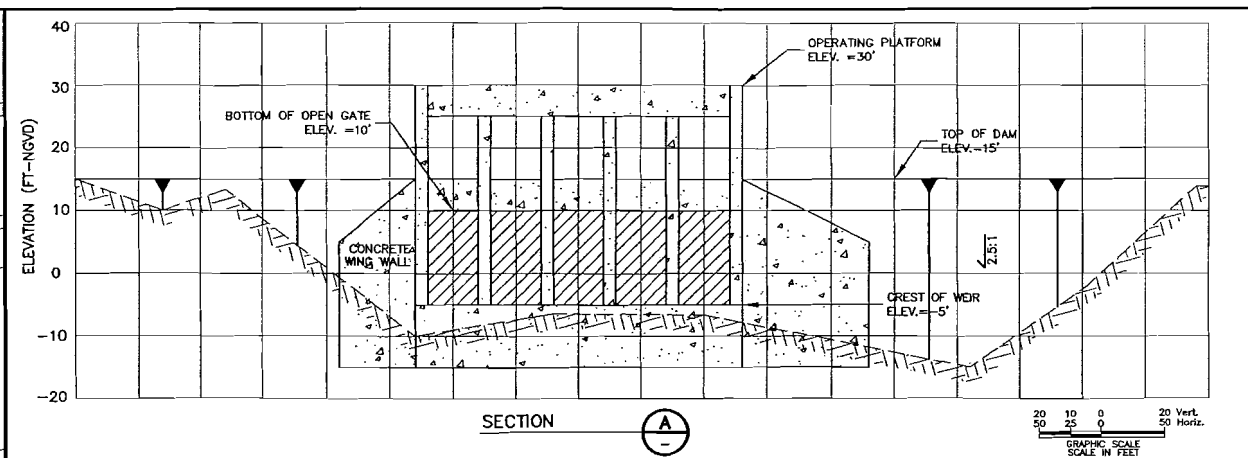 40
30
20
10
0
-10
-20
ELEVATION (FT-NGVD)
OPERATING PLATFORM
ELEV. =30'
BOTTOM OF OPEN GATE
ELEV. =10'
TOP OF DAM
ELEV.=15'
CONCRETE
WING WALL
2.5:1
CREST OF WEIR
ELEV.=-5'
SECTION
A
-
20 10 0 20 Vert.
50 25 0 50 Horiz.
GRAPHIC SCALE
SCALE IN FEET